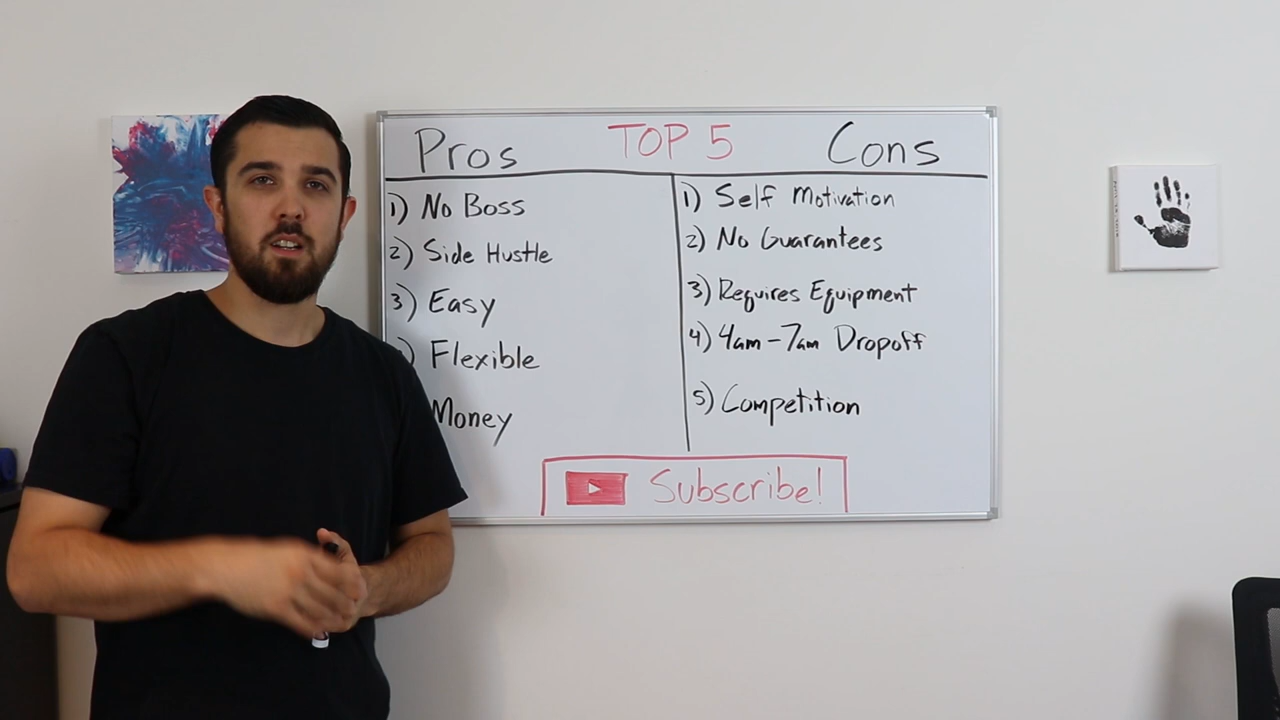 Pros TOP 5 Cons
1) No Boss
2) Side Hustle
3) Easy
) Flexible
Money
1) Self Motivation
2) No Guarantees
3) Requires Equipment
4) 4am-7am Dropoff
5) Competition
Subscribe!